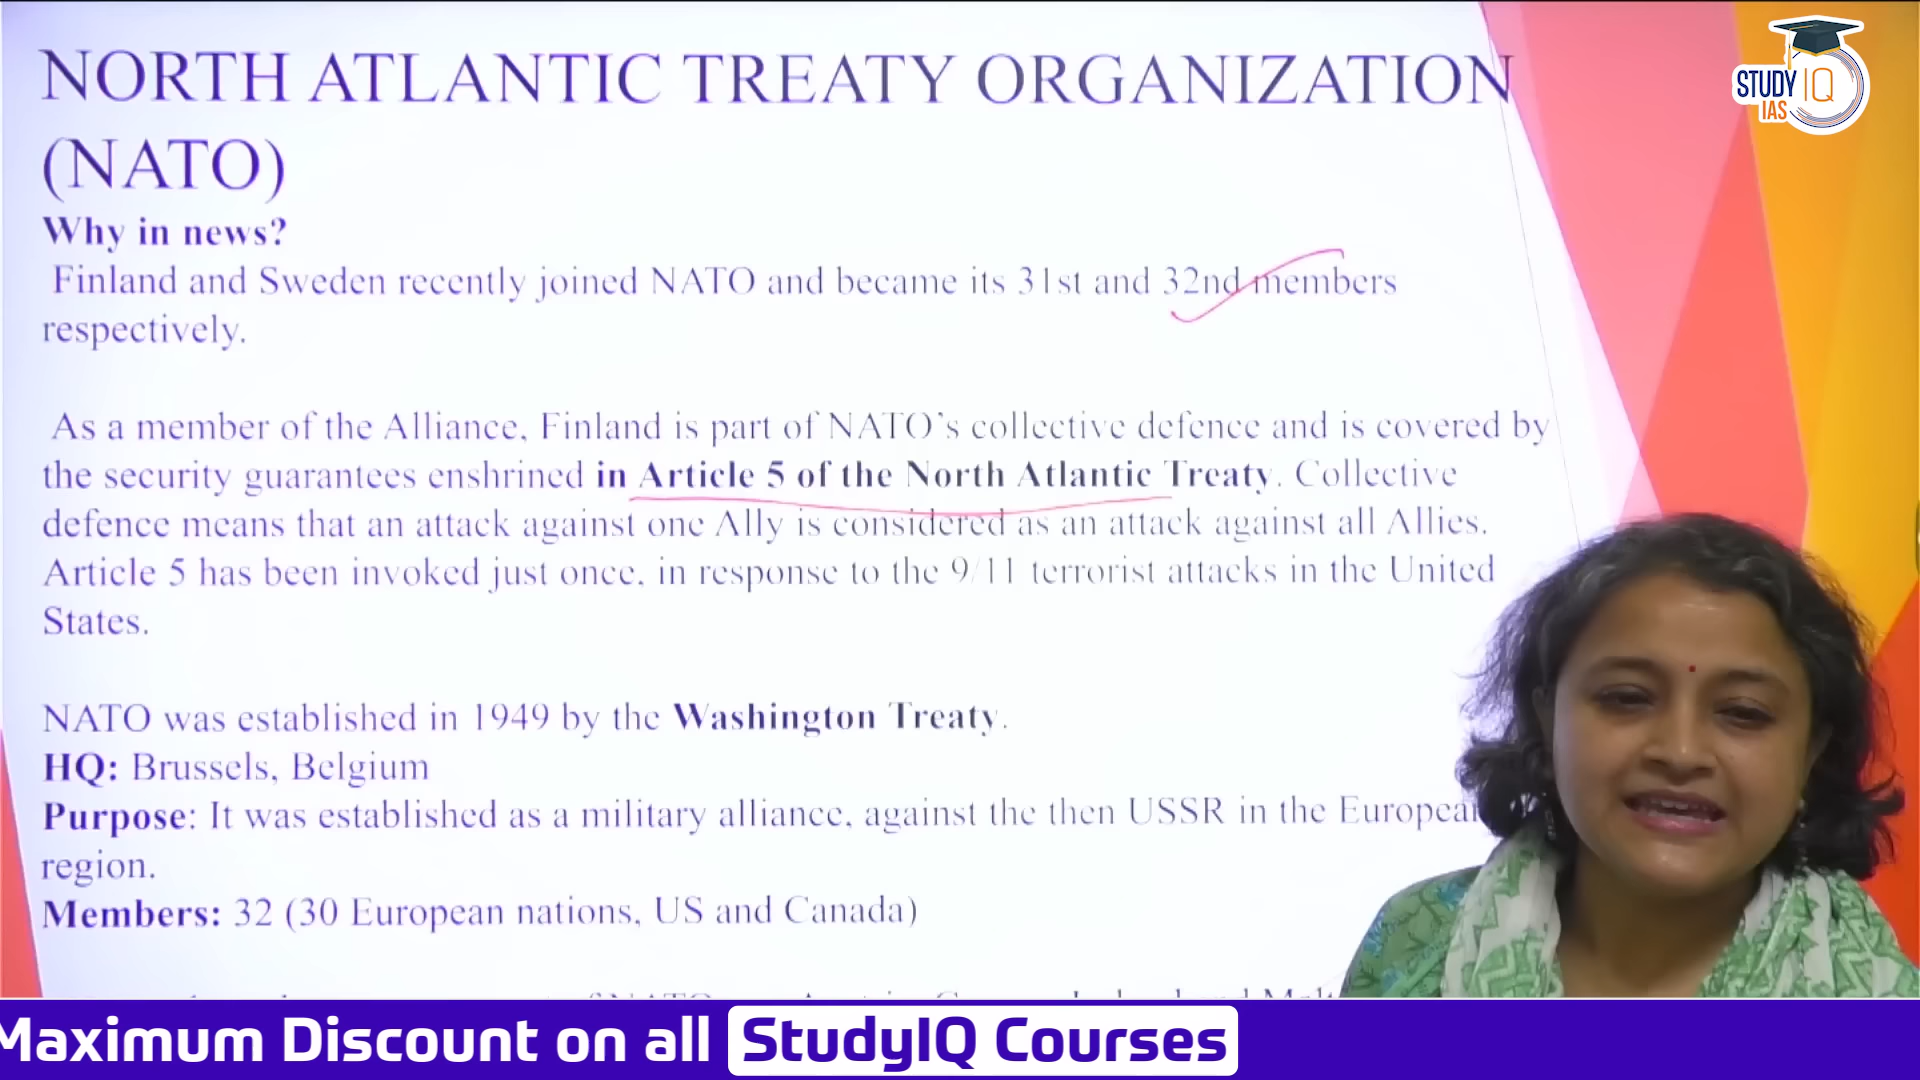 NORTH ATLANTIC TREATY ORGANIZATION
(NATO)
Why in news?
Finland and Sweden recently joined NATO and became its 31st and 32nd members
respectively.
As a member of the Alliance, Finland is part of NATO's collective defence and is covered by
the security guarantees enshrined in Article 5 of the North Atlantic Treaty. Collective
defence means that an attack against one Ally is considered as an attack against all Allies.
Article 5 has been invoked just once, in response to the 9/11 terrorist attacks in the United
States.
NATO was established in 1949 by the Washington Treaty.
HQ: Brussels, Belgium
Purpose: It was established as a military alliance, against the then USSR in the European
region.
Members: 32 (30 European nations, US and Canada)
STUDY IQ
IAS
Maximum Discount on all StudyIQ Courses